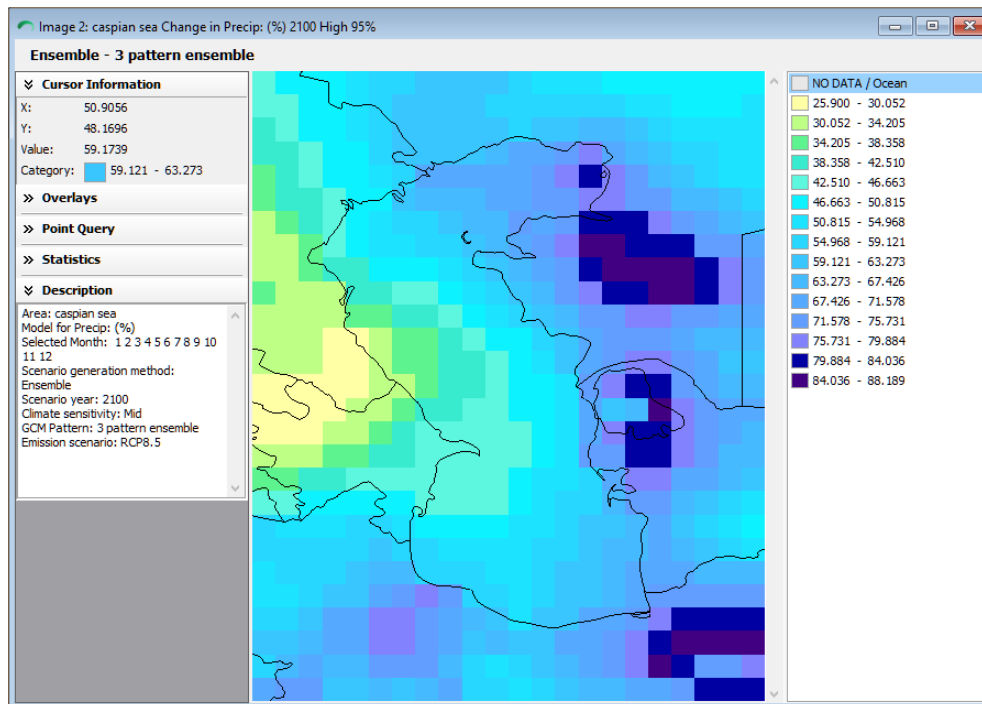 Image 2: caspian sea Change in Precip: (%) 2100 High 95%
Ensemble - 3 pattern ensemble
Cursor Information
X: 50.9056
Y: 48.1696
Value: 59.1739
Category: 59.121 - 63.273
Overlays
Point Query
Statistics
Description
Area: caspian sea
Model for Precip: (%)
Selected Month: 1 2 3 4 5 6 7 8 9 10
11 12
Scenario generation method:
Ensemble
Scenario year: 2100
Climate sensitivity: Mid
GCM Pattern: 3 pattern ensemble
Emission scenario: RCP8.5
NO DATA / Ocean
25.900 - 30.052
30.052 - 34.205
34.205 - 38.358
38.358 - 42.510
42.510 - 46.663
46.663 - 50.815
50.815 - 54.968
54.968 - 59.121
59.121 - 63.273
63.273 - 67.426
67.426 - 71.578
71.578 - 75.731
75.731 - 79.884
79.884 - 84.036
84.036 - 88.189